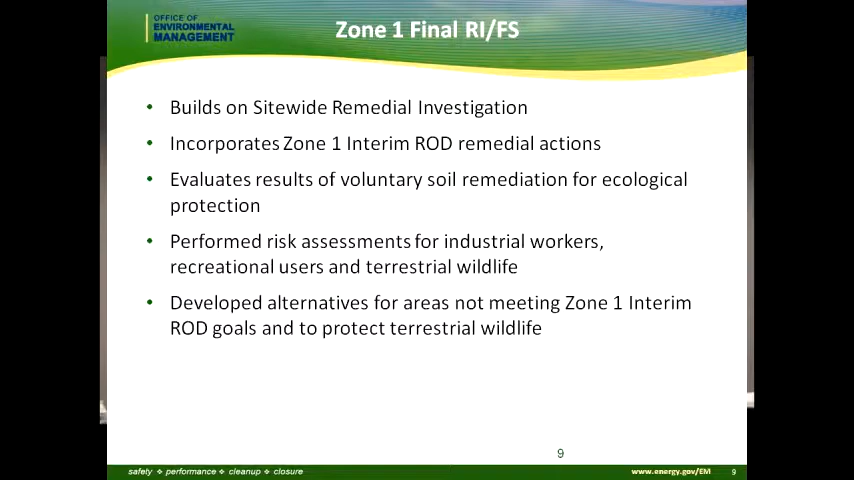 OFFICE OF
ENVIRONMENTAL
MANAGEMENT
Zone 1 Final RI/FS
• Builds on Sitewide Remedial Investigation
• Incorporates Zone 1 Interim ROD remedial actions
• Evaluates results of voluntary soil remediation for ecological
protection
• Performed risk assessments for industrial workers,
recreational users and terrestrial wildlife
• Developed alternatives for areas not meeting Zone 1 Interim
ROD goals and to protect terrestrial wildlife
9
safety ❖ performance ❖ cleanup ❖ closure
www.energy.gov/EM 9